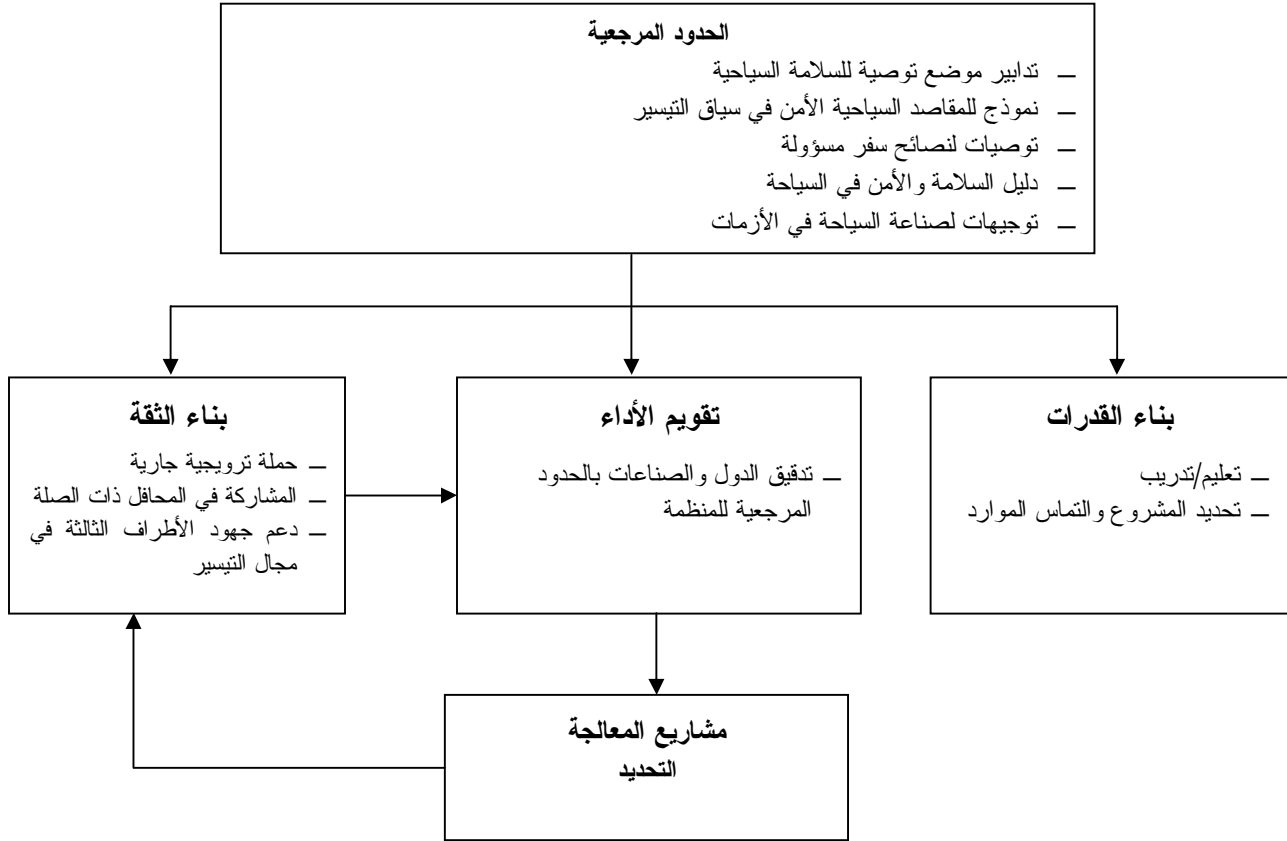 الحدود المرجعية
ــ تدابير موضع توصية للسلامة السياحية
ــ نموذج للمقاصد السياحية الأمن في سياق التيسير
ــ توصيات لنصائح سفر مسؤولة
ــ دليل السلامة والأمن في السياحة
ــ توجيهات لصناعة السياحة في الأزمات
بناء القدرات
ــ تعليم/تدريب
ــ تحديد المشروع والتماس الموارد
تقويم الأداء
ــ تدقيق الدول والصناعات بالحدود
المرجعية للمنظمة
بناء الثقة
ــ حملة ترويجية جارية
ــ المشاركة في المحافل ذات الصلة
ــ دعم جهود الأطراف الثالثة في
مجال التيسير
مشاريع المعالجة
التحديد